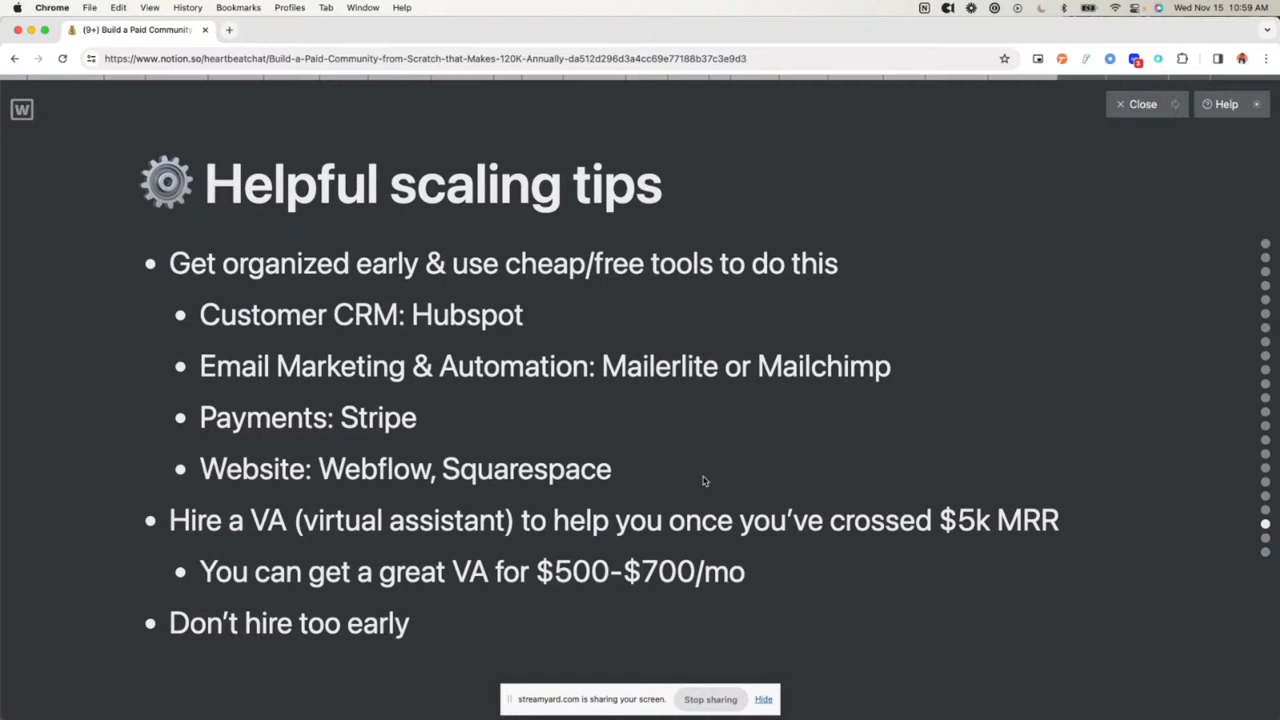 Chrome File Edit View History Bookmarks Profiles Tab Window Help
Wed Nov 15 10:59 AM
(9+) Build a Paid Community
https://www.notion.so/heartbeatchat/Build-a-Paid-Community-from-Scratch-that-Makes-120K-Annually-da512d296d3a4cc69e77188b37c3e9d3
3
W
Close
Help
Helpful scaling tips
• Get organized early & use cheap/free tools to do this
• Customer CRM: Hubspot
• Email Marketing & Automation: Mailerlite or Mailchimp
• Payments: Stripe
• Website: Webflow, Squarespace
• Hire a VA (virtual assistant) to help you once you’ve crossed $5k MRR
• You can get a great VA for $500-$700/mo
• Don’t hire too early
streamyard.com is sharing your screen. Stop sharing Hide